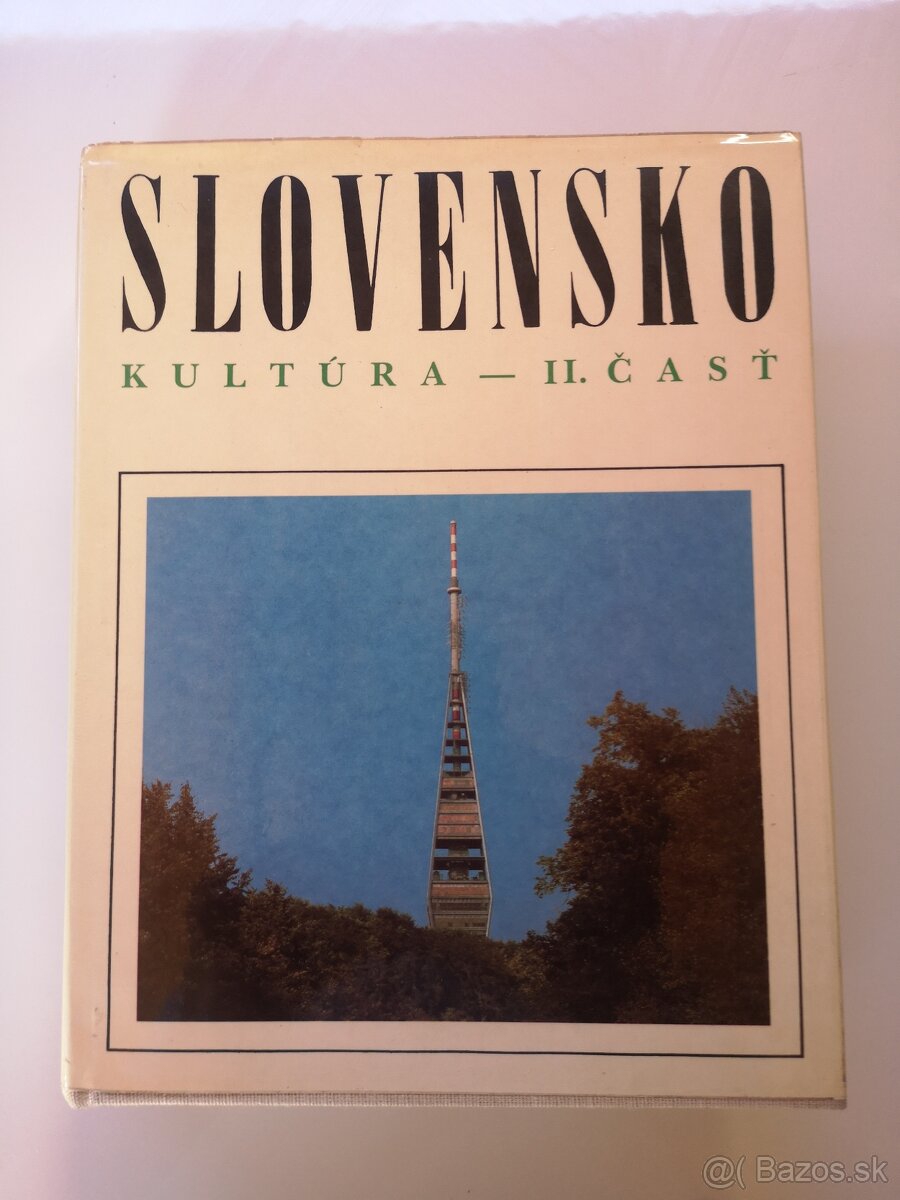 SLOVENSKO
KULTÚRA — II. ČASŤ
@( Bazos.sk